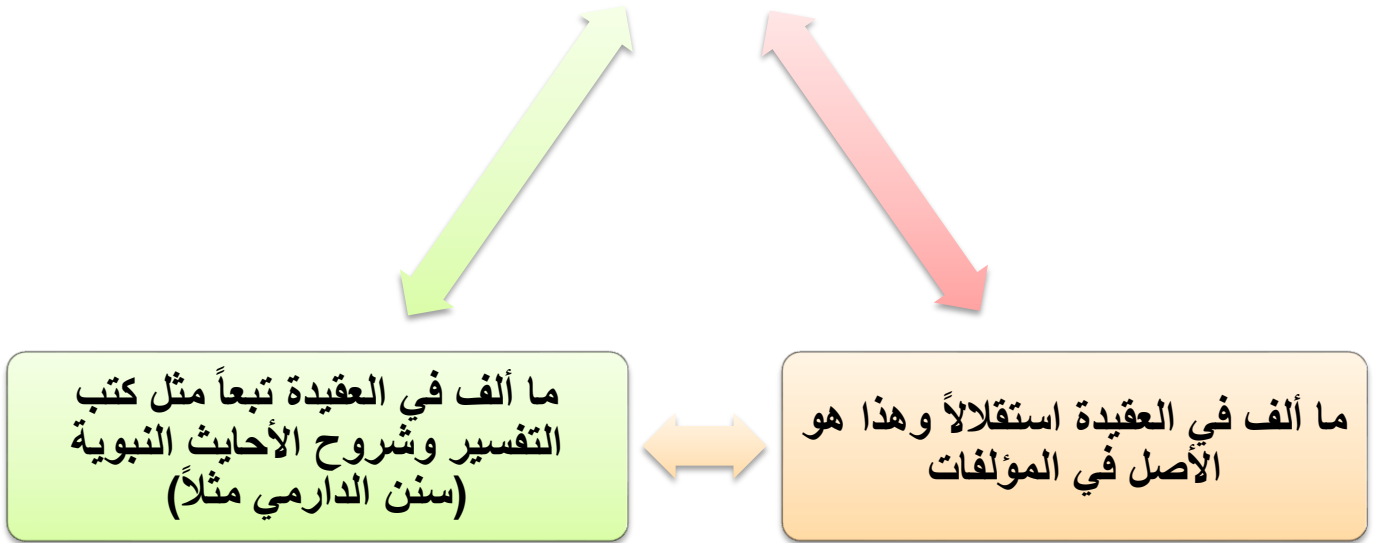 ما ألف في العقيدة استقلالاً وهذا هو
الأصل في المؤلفات
ما ألف في العقيدة تبعاً مثل كتب
التفسير وشروح الأحايث النبوية
(سنن الدارمي مثلاً)